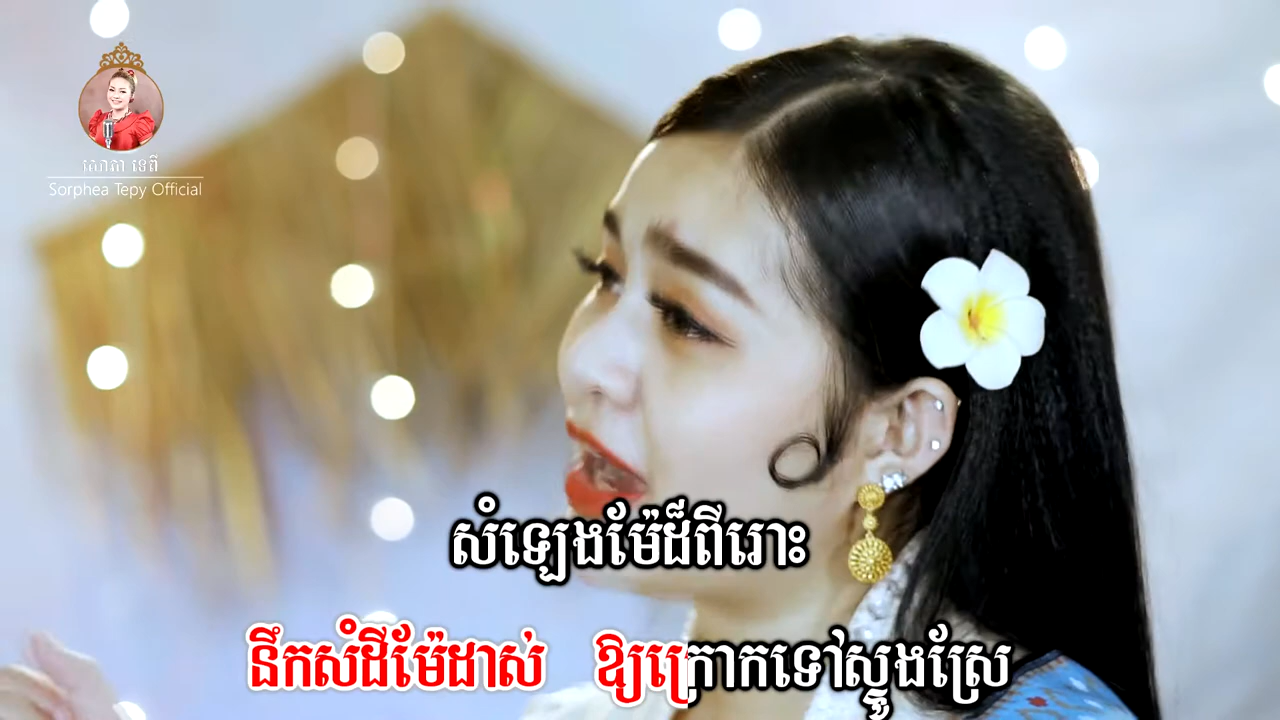 សោភា ទេពី
Sorphea Tepy Official
សំឡេងម៉ែដ៏ពីរោះ
នឹកសំដីម៉ែដាស់ ឱ្យក្រោកទៅស្ទូងស្រែ